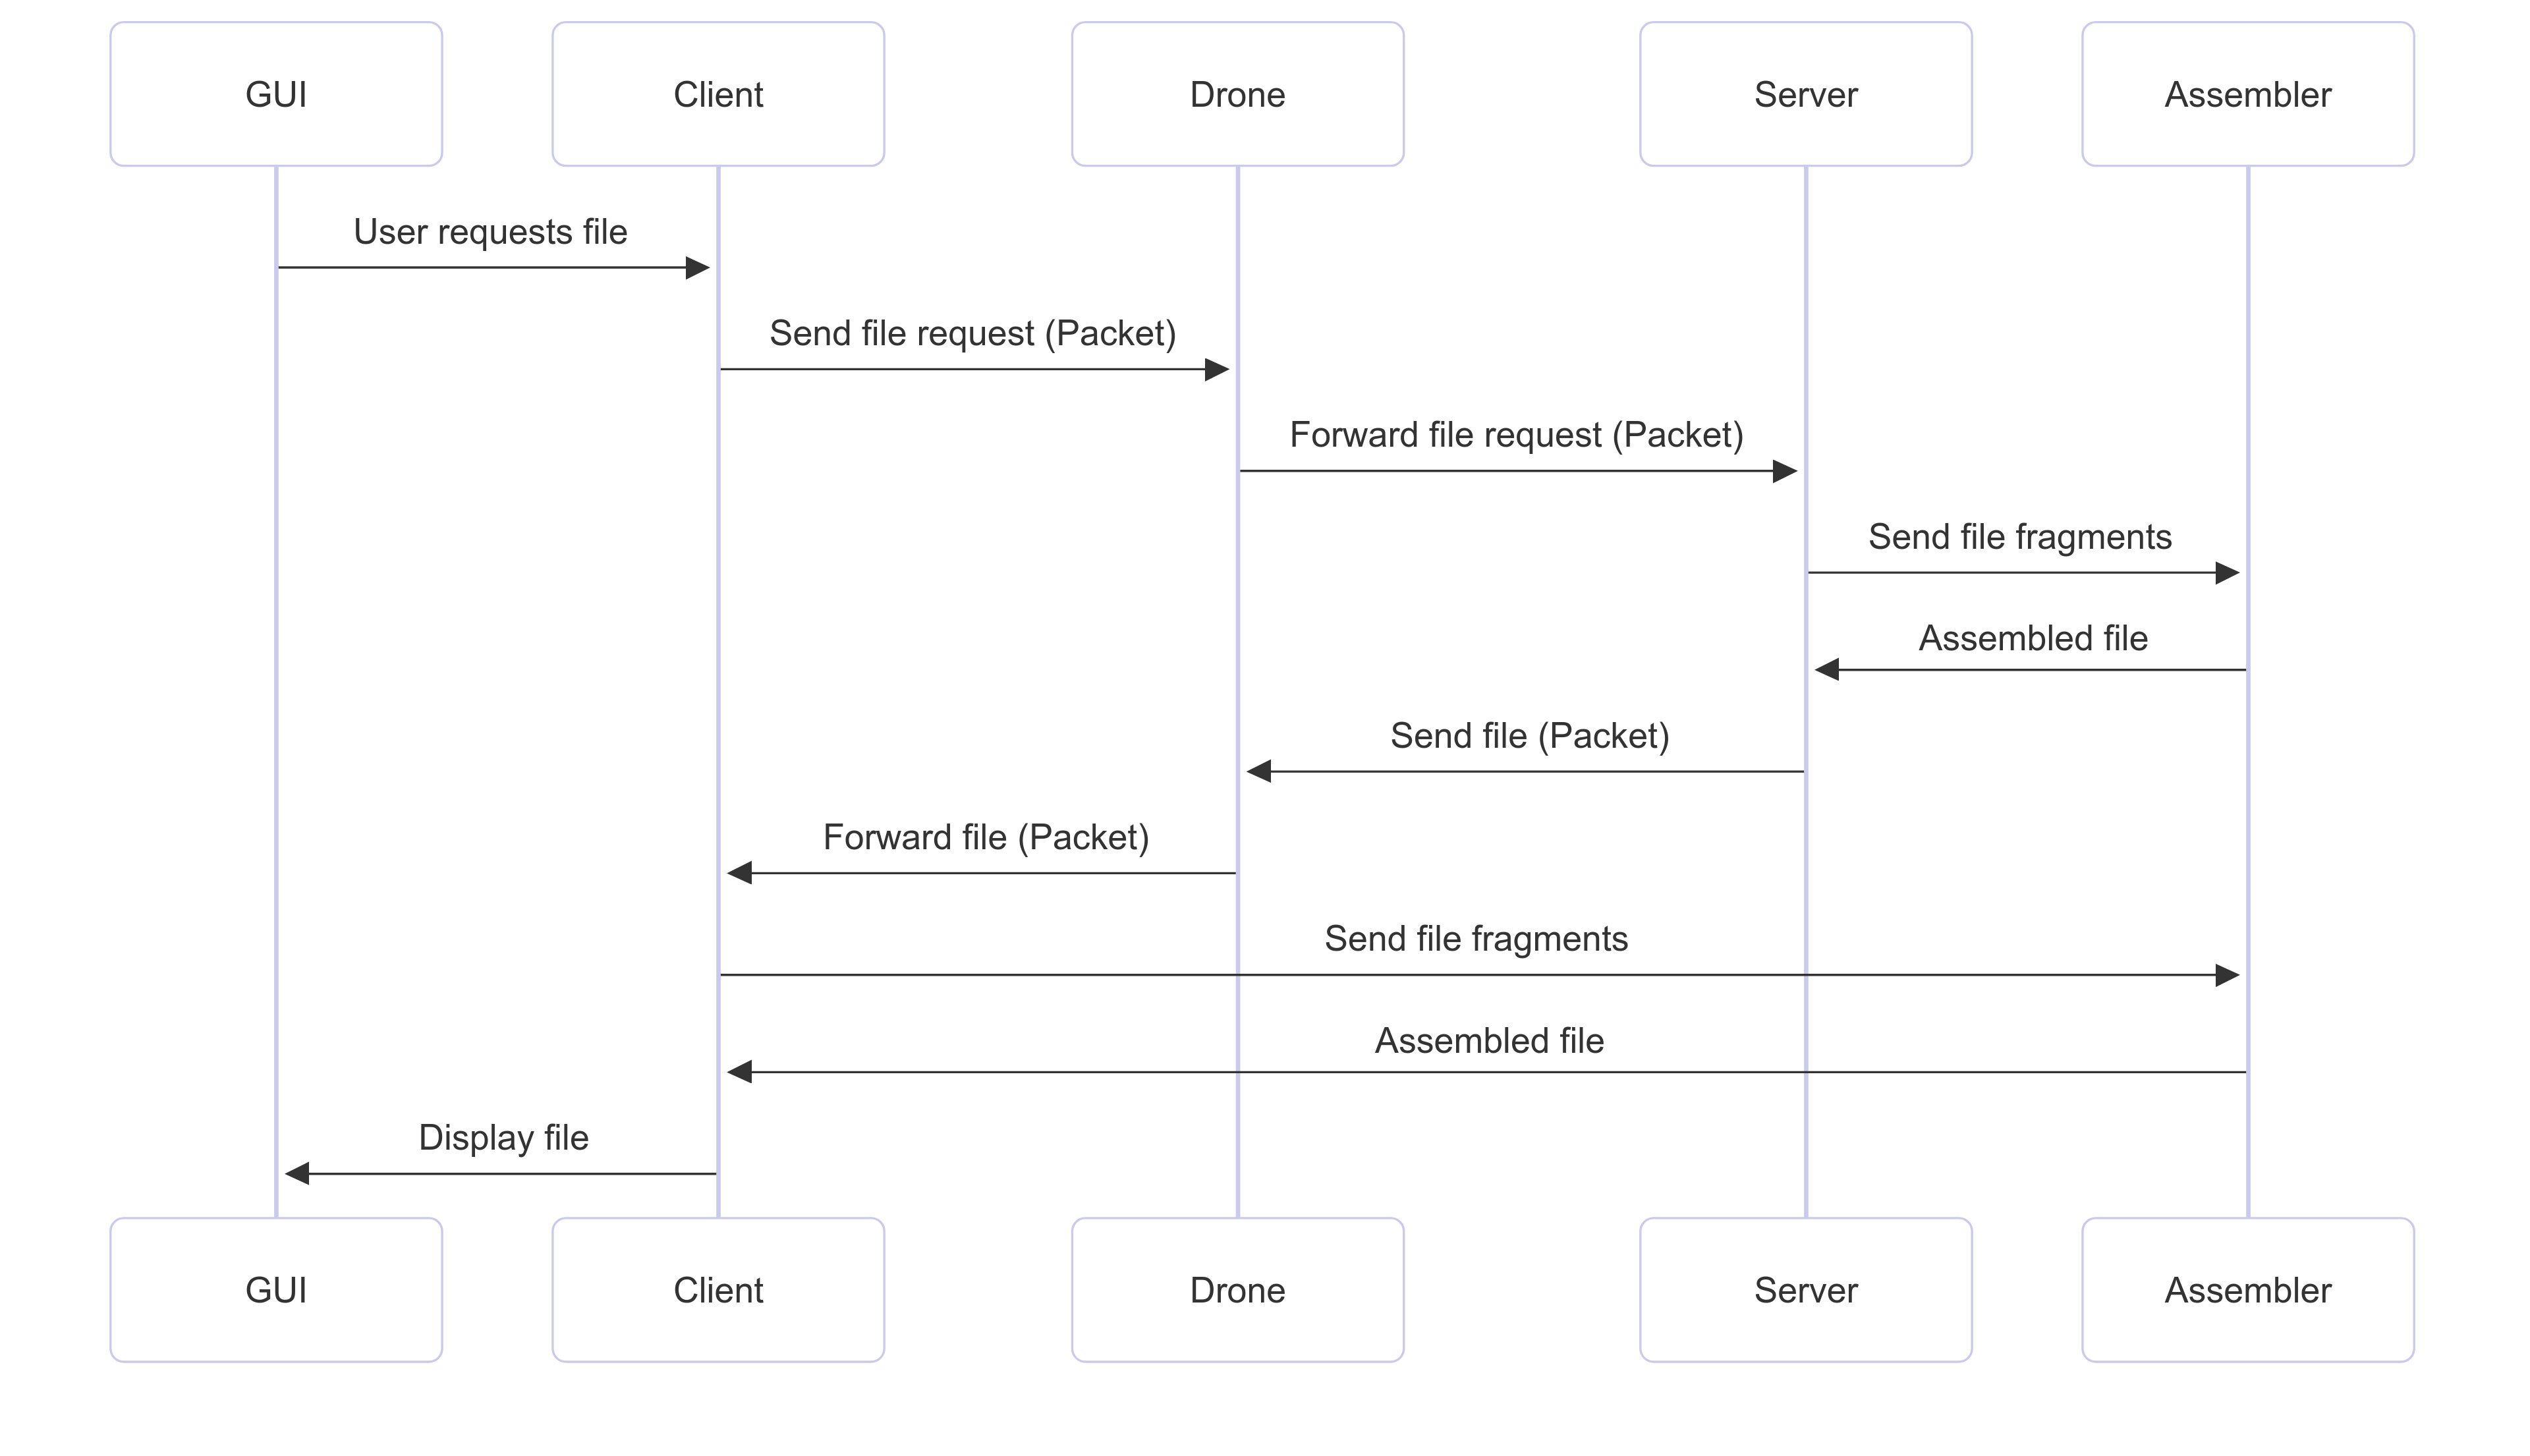 GUI
Client
Drone
Server
Assembler
User requests file
Send file request (Packet)
Forward file request (Packet)
Send file fragments
Assembled file
Send file (Packet)
Forward file (Packet)
Send file fragments
Assembled file
Display file
GUI
Client
Drone
Server
Assembler